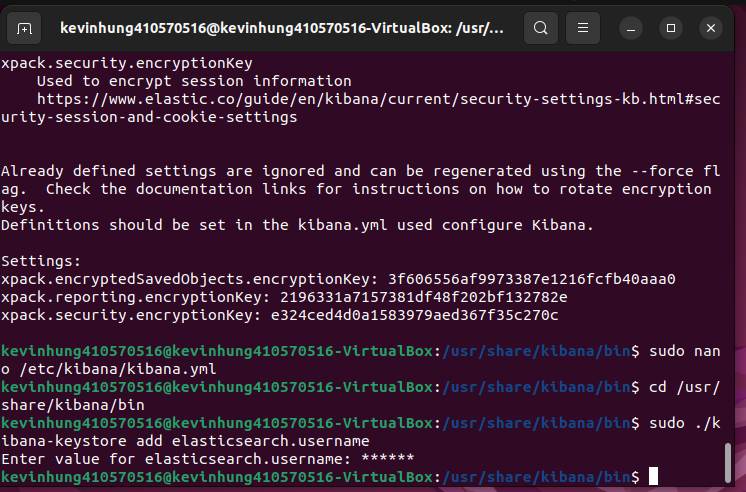 kevinhung410570516@kevinhung410570516-VirtualBox: /usr/...
xpack.security.encryptionKey
    Used to encrypt session information
    https://www.elastic.co/guide/en/kibana/current/security-settings-kb.html#sec
urity-session-and-cookie-settings
Already defined settings are ignored and can be regenerated using the --force fl
ag.  Check the documentation links for instructions on how to rotate encryption
keys.
Definitions should be set in the kibana.yml used configure Kibana.
Settings:
xpack.encryptedSavedObjects.encryptionKey: 3f606556af9973387e1216fcfb40aaa0
xpack.reporting.encryptionKey: 2196331a7157381df48f202bf132782e
xpack.security.encryptionKey: e324ced4d0a1583979aed367f35c270c
kevinhung410570516@kevinhung410570516-VirtualBox:/usr/share/kibana/bin$ sudo nan
o /etc/kibana/kibana.yml
kevinhung410570516@kevinhung410570516-VirtualBox:/usr/share/kibana/bin$ cd /usr/
share/kibana/bin
kevinhung410570516@kevinhung410570516-VirtualBox:/usr/share/kibana/bin$ sudo ./k
ibana-keystore add elasticsearch.username
Enter value for elasticsearch.username: ******
kevinhung410570516@kevinhung410570516-VirtualBox:/usr/share/kibana/bin$